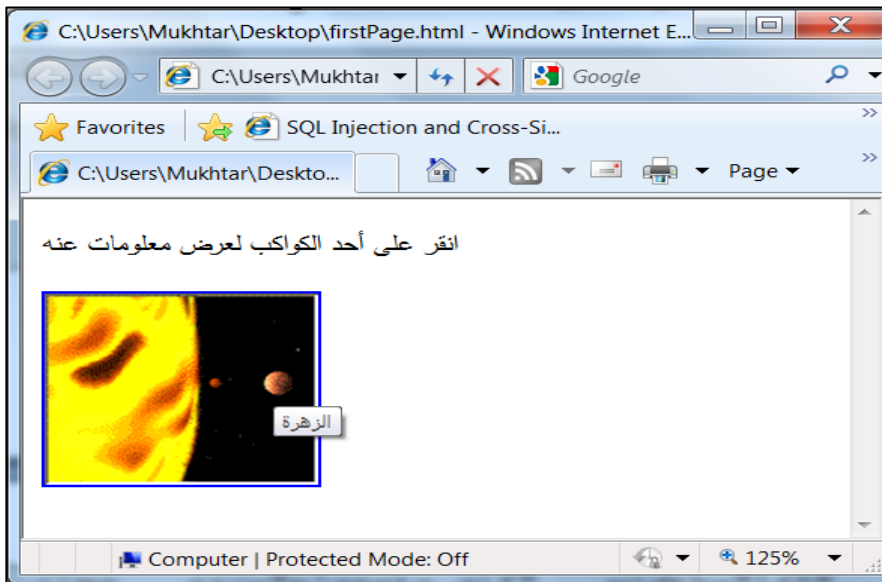 C:\Users\Mukhtar\Desktop\firstPage.html - Windows Internet E...
C:\Users\Mukhtar
Google
Favorites
SQL Injection and Cross-Si...
C:\Users\Mukhtar\Deskto...
Page
انقر على أحد الكواكب لعرض معلومات عنه
الزهرة
Computer | Protected Mode: Off
125%